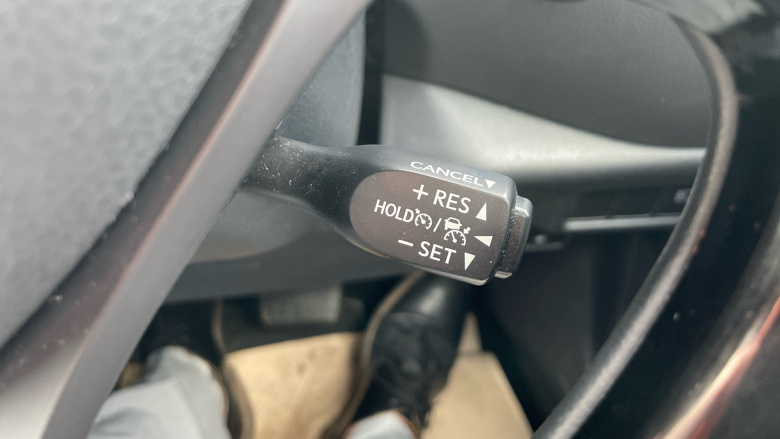 CANCEL▼
+ RES ▲
HOLD / ◀
− SET ▼